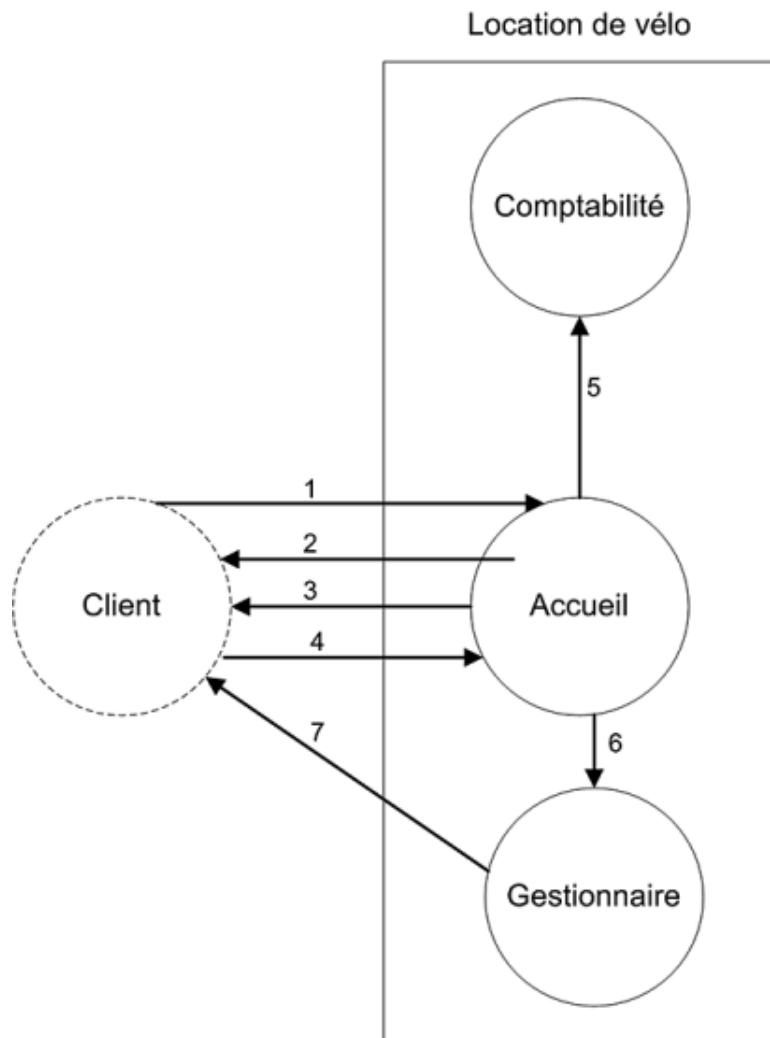 Location de vélo
Comptabilité
5
1
2
3
4
Client
Accueil
7
6
Gestionnaire